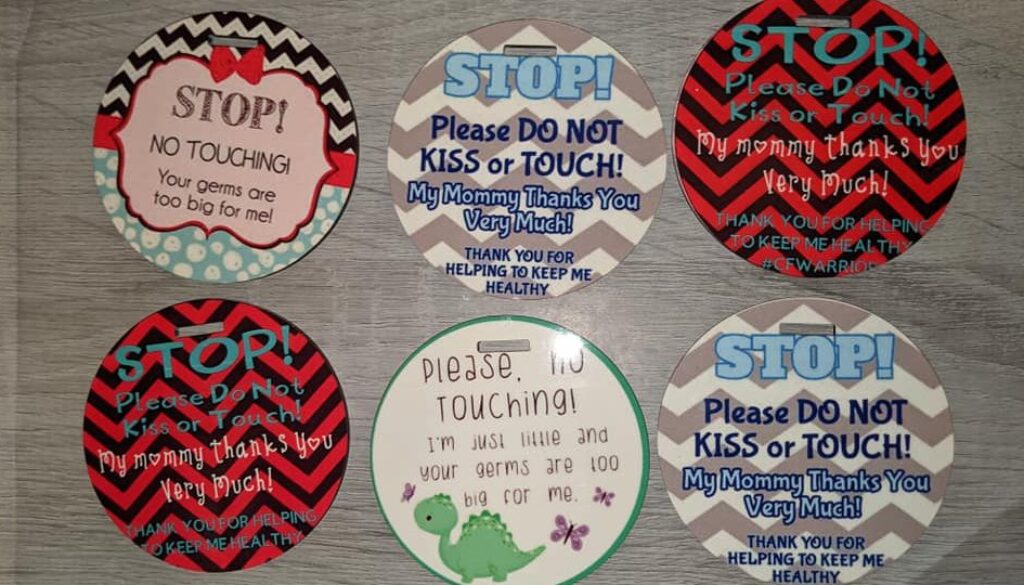 STOP!
NO TOUCHING!
Your germs are
too big for me!
STOP!
Please DO NOT
KISS or TOUCH!
My Mommy Thanks You
Very Much!
THANK YOU FOR
HELPING TO KEEP ME
HEALTHY
STOP!
Please Do Not
Kiss or Touch!
My mommy thanks you
Very Much!
THANK YOU FOR HELPING
TO KEEP ME HEALTHY
#CFWARRIOR
STOP!
Please Do Not
Kiss or Touch!
My mommy thanks you
Very Much!
THANK YOU FOR HELPING
TO KEEP ME HEALTHY
Please, no
Touching!
I'm just little and
your germs are too
big for me.
STOP!
Please DO NOT
KISS or TOUCH!
My Mommy Thanks You
Very Much!
THANK YOU FOR
HELPING TO KEEP ME
HEALTHY